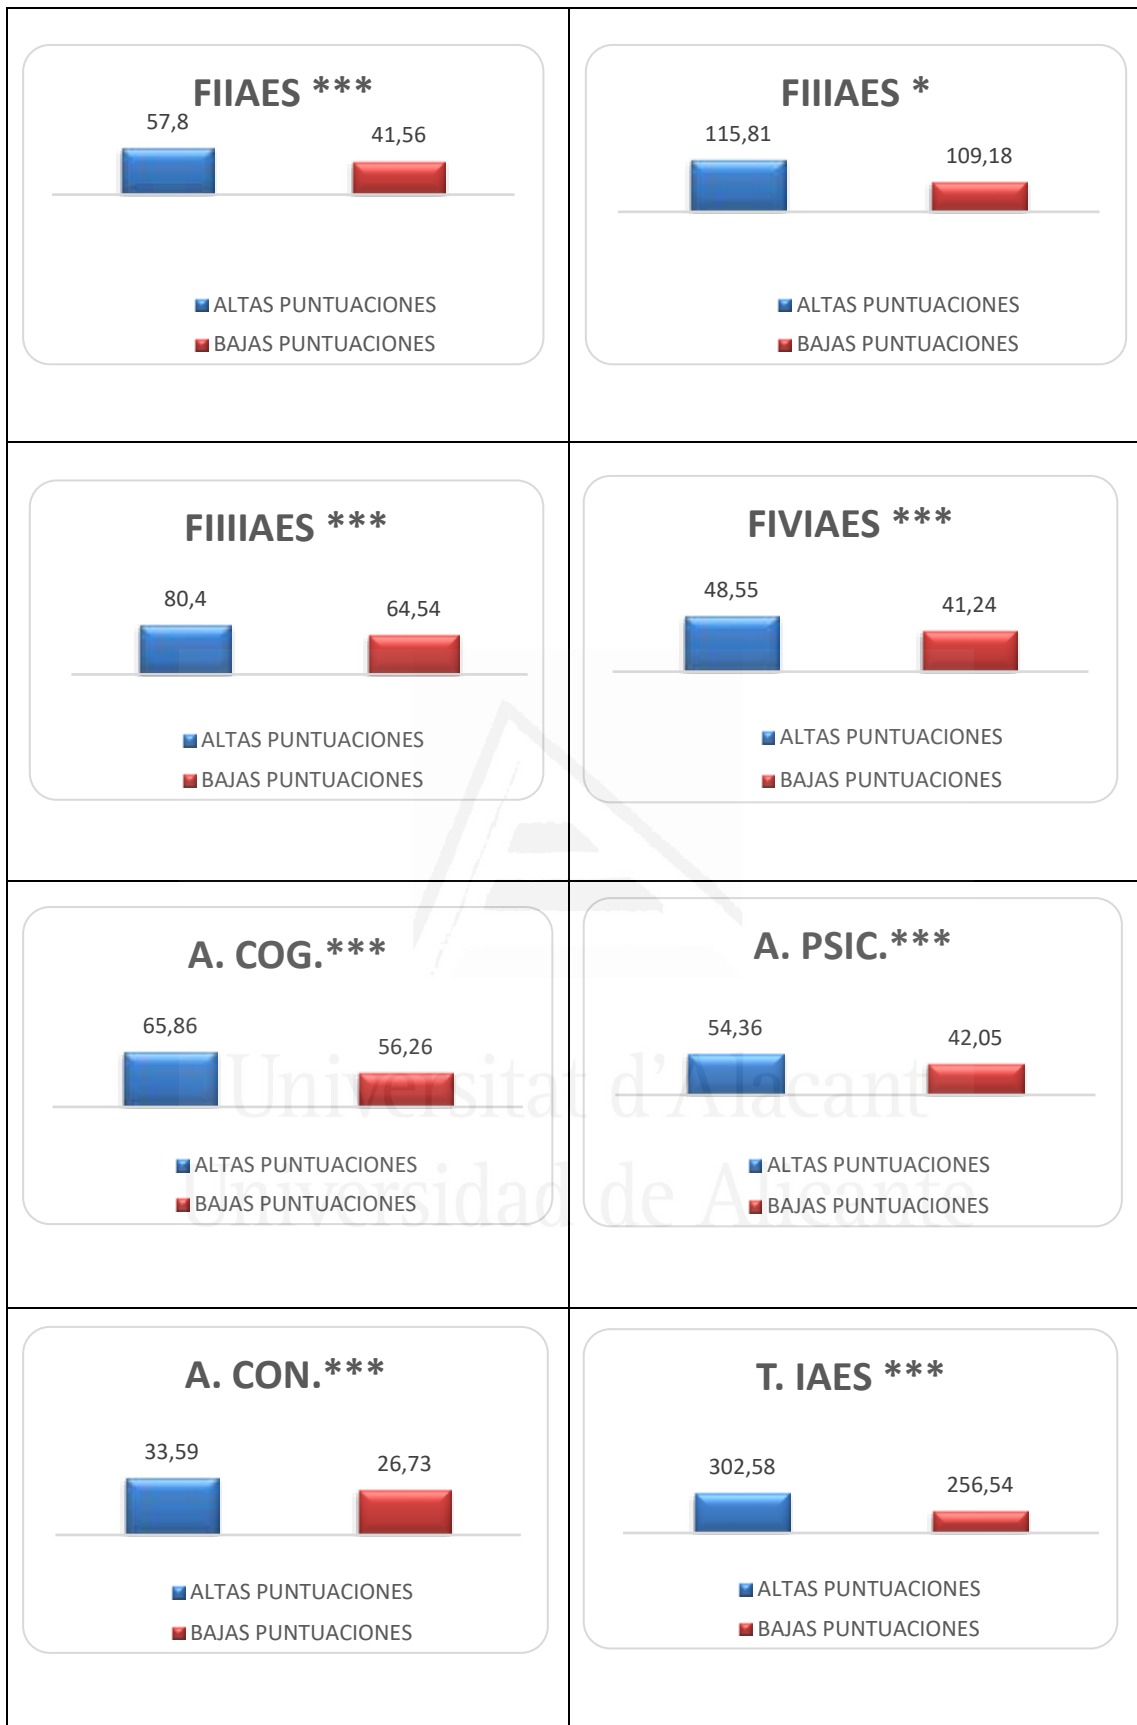 FIIAES ***
57,8
41,56
ALTAS PUNTUACIONES
BAJAS PUNTUACIONES
FIIIAES *
115,81
109,18
ALTAS PUNTUACIONES
BAJAS PUNTUACIONES
FIIIIAES ***
80,4
64,54
ALTAS PUNTUACIONES
BAJAS PUNTUACIONES
FIVIAES ***
48,55
41,24
ALTAS PUNTUACIONES
BAJAS PUNTUACIONES
A. COG.***
65,86
56,26
ALTAS PUNTUACIONES
BAJAS PUNTUACIONES
A. PSIC.***
54,36
42,05
ALTAS PUNTUACIONES
BAJAS PUNTUACIONES
Universitat d'Alacant
Universidad de Alicante
A. CON.***
33,59
26,73
ALTAS PUNTUACIONES
BAJAS PUNTUACIONES
T. IAES ***
302,58
256,54
ALTAS PUNTUACIONES
BAJAS PUNTUACIONES